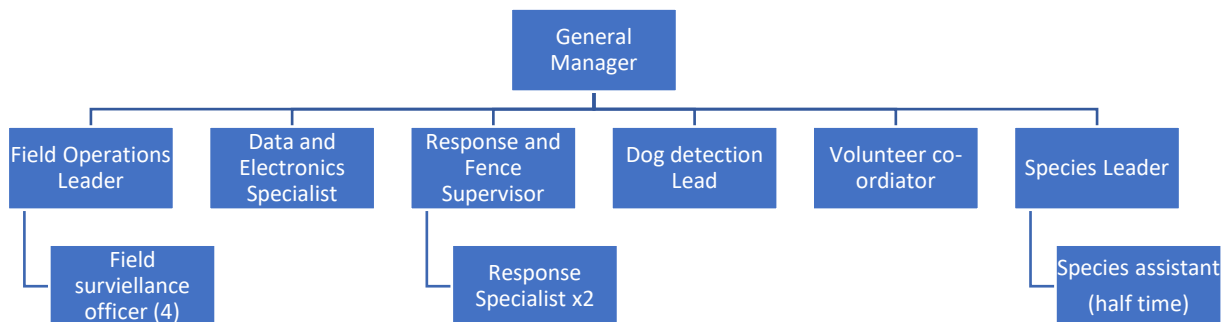 General
Manager
Field Operations
Leader
Data and
Electronics
Specialist
Response and
Fence
Supervisor
Dog detection
Lead
Volunteer co-
ordiator
Species Leader
Field
surviellance
officer (4)
Response
Specialist x2
Species assistant
(half time)